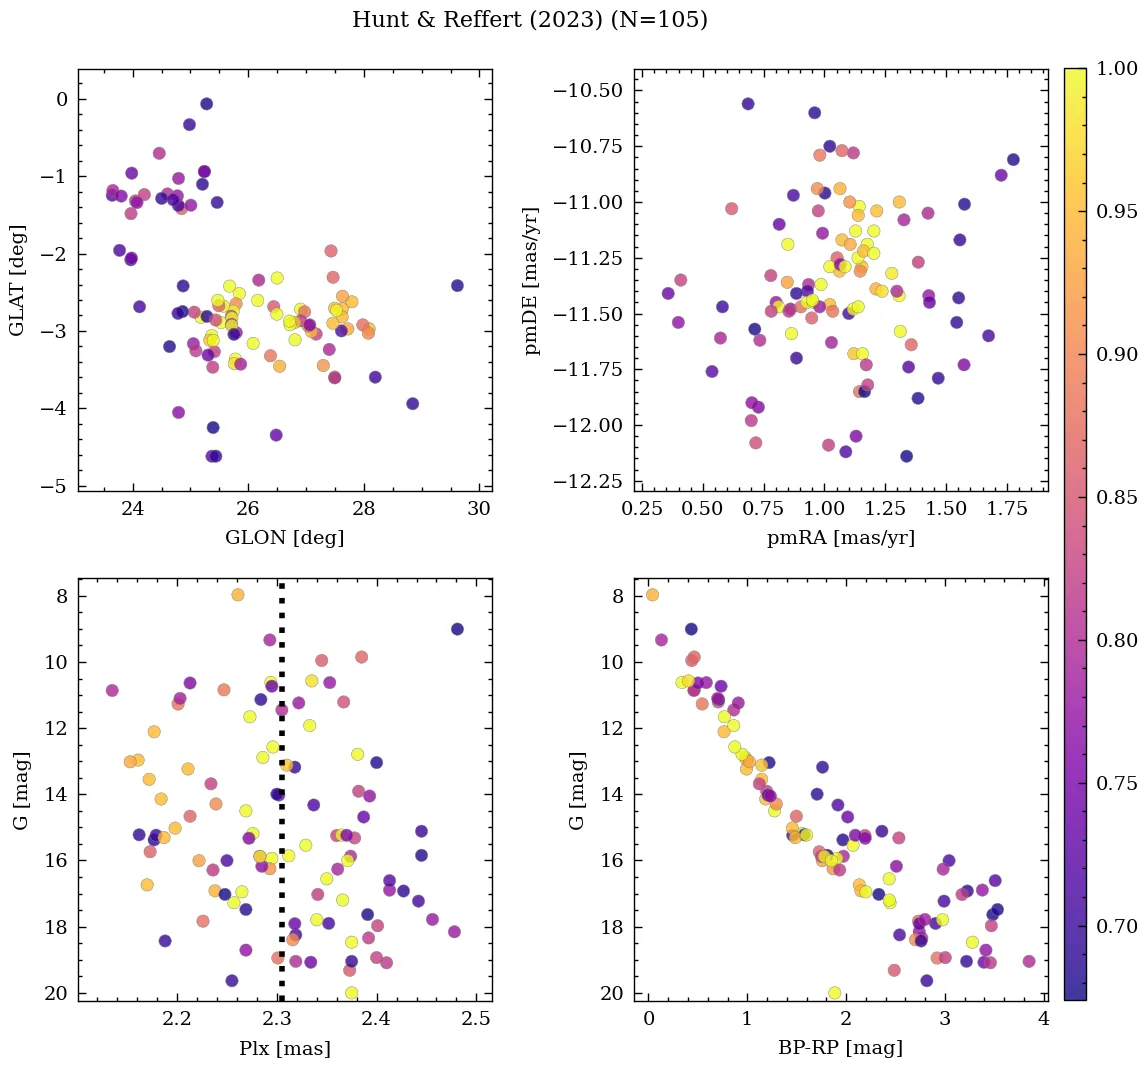 Hunt & Reffert (2023) (N=105)
0
−1
−2
−3
−4
−5
GLAT [deg]
24 26 28 30
GLON [deg]
−10.50
−10.75
−11.00
−11.25
−11.50
−11.75
−12.00
−12.25
pmDE [mas/yr]
0.25 0.50 0.75 1.00 1.25 1.50 1.75
pmRA [mas/yr]
1.00
0.95
0.90
0.85
0.80
0.75
0.70
8
10
12
14
16
18
20
G [mag]
2.2 2.3 2.4 2.5
Plx [mas]
8
10
12
14
16
18
20
G [mag]
0 1 2 3 4
BP-RP [mag]